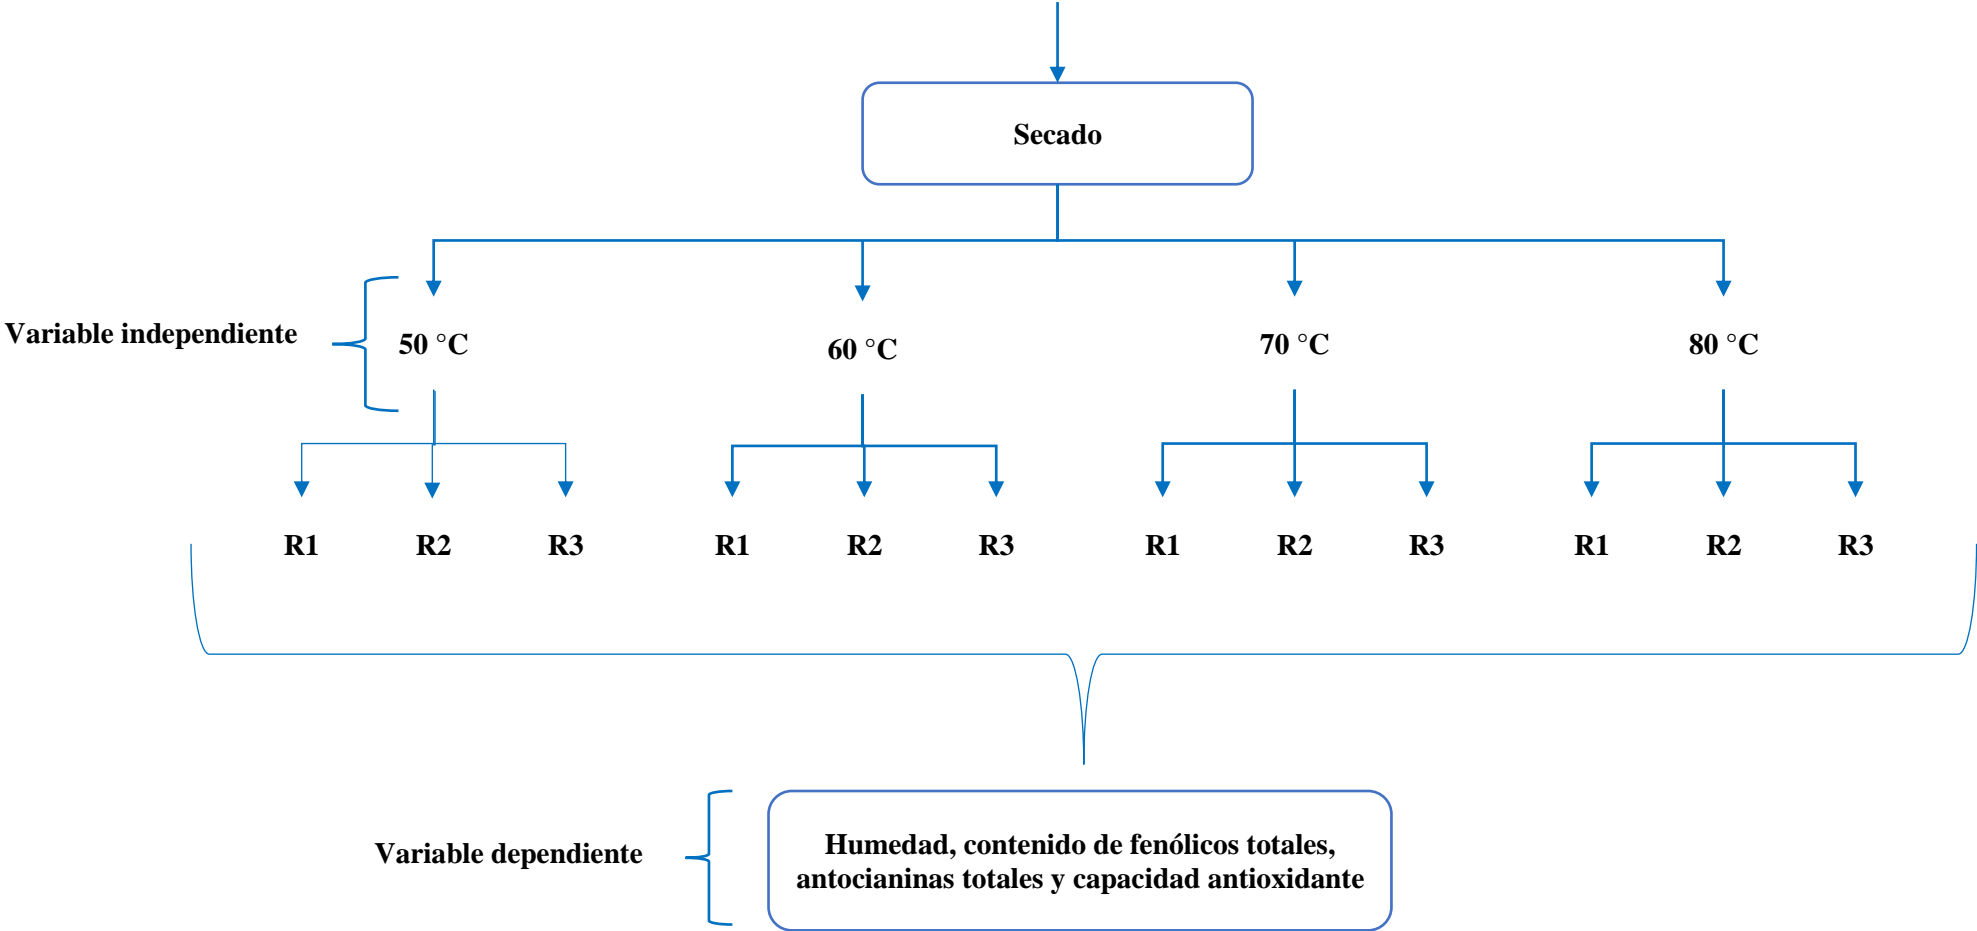 Secado
Variable independiente
50 °C
60 °C
70 °C
80 °C
R1 R2 R3 R1 R2 R3 R1 R2 R3 R1 R2 R3
Variable dependiente
Humedad, contenido de fenólicos totales,
antocianinas totales y capacidad antioxidante